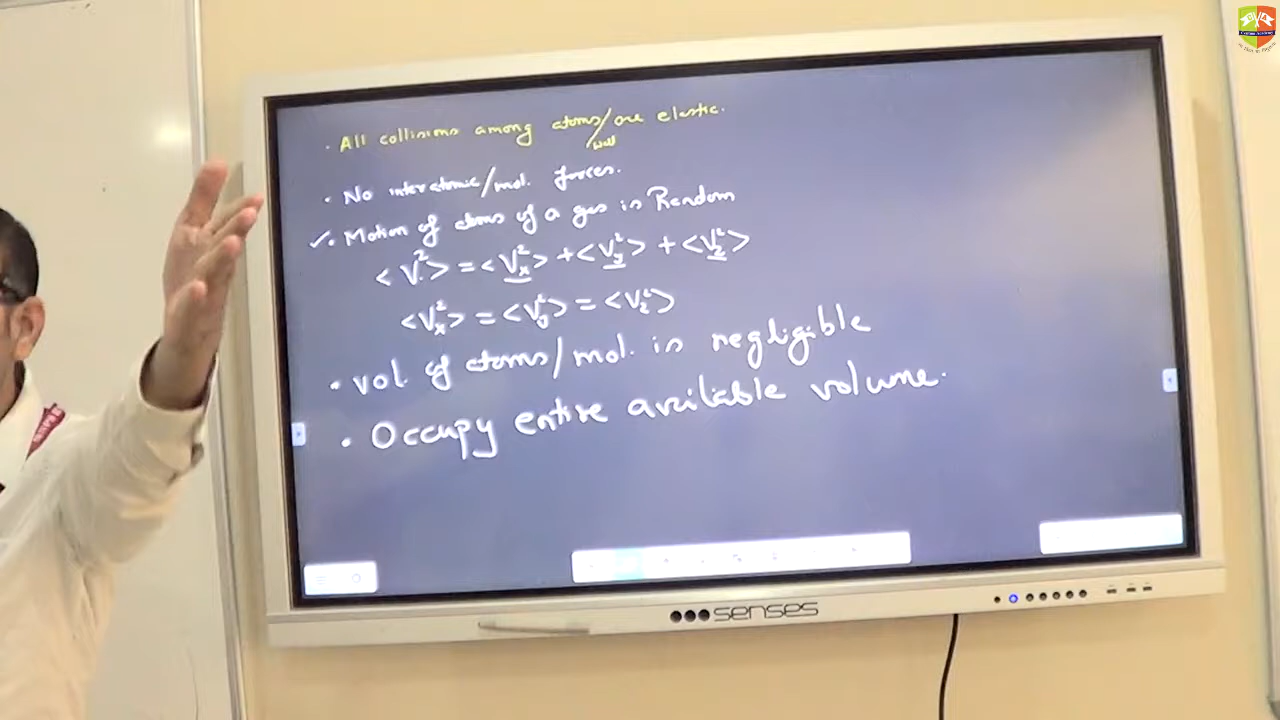 · All collisions among atoms/are elastic.
wall
· No interatomic/mol. forces.
✓· Motion of atoms of a gas is Random
<V²> = <Vx²> + <Vy²> + <Vz²>
<Vx²> = <Vy²> = <Vz²>
· vol. of atoms/mol. is negligible
· Occupy entire available volume.
senses